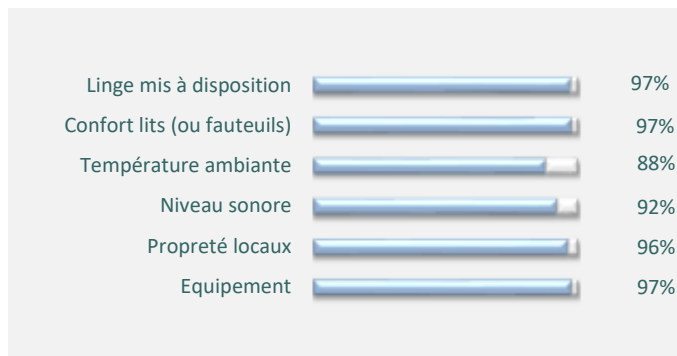 Linge mis à disposition 97%
Confort lits (ou fauteuils) 97%
Température ambiante 88%
Niveau sonore 92%
Propreté locaux 96%
Equipement 97%